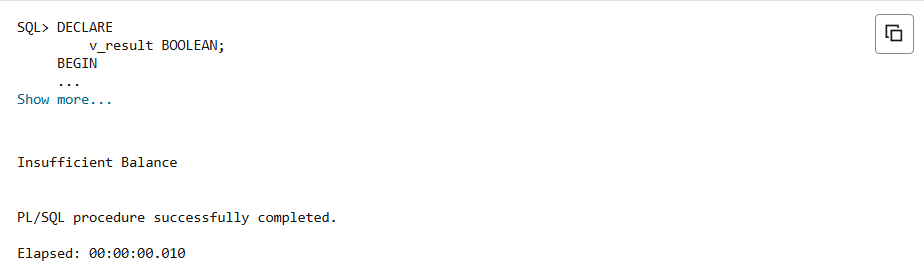 SQL> DECLARE
         v_result BOOLEAN;
     BEGIN
     ...
Show more...
Insufficient Balance
PL/SQL procedure successfully completed.
Elapsed: 00:00:00.010